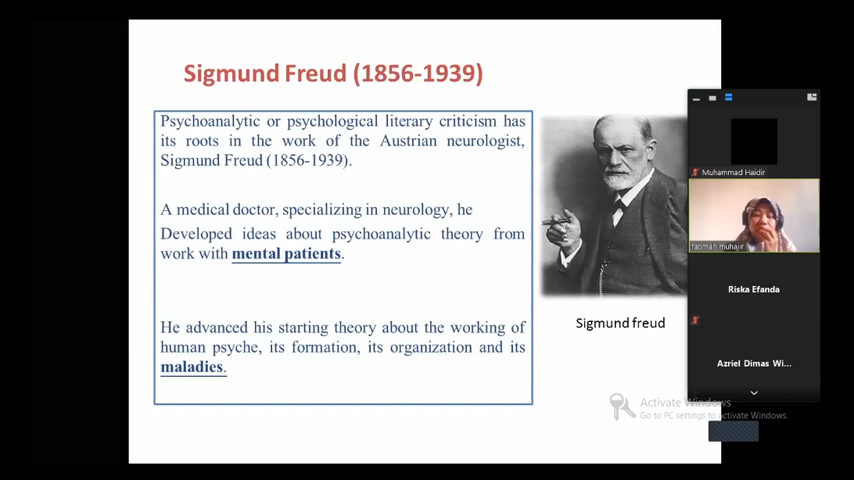 Sigmund Freud (1856-1939)
Psychoanalytic or psychological literary criticism has
its roots in the work of the Austrian neurologist,
Sigmund Freud (1856-1939).
A medical doctor, specializing in neurology, he
Developed ideas about psychoanalytic theory from
work with mental patients.
He advanced his starting theory about the working of
human psyche, its formation, its organization and its
maladies.
Sigmund freud
Muhammad Haidir
fatimah muhajir
Riska Efanda
Azriel Dimas Wi...
Activate Windows
Go to PC settings to activate Windows.